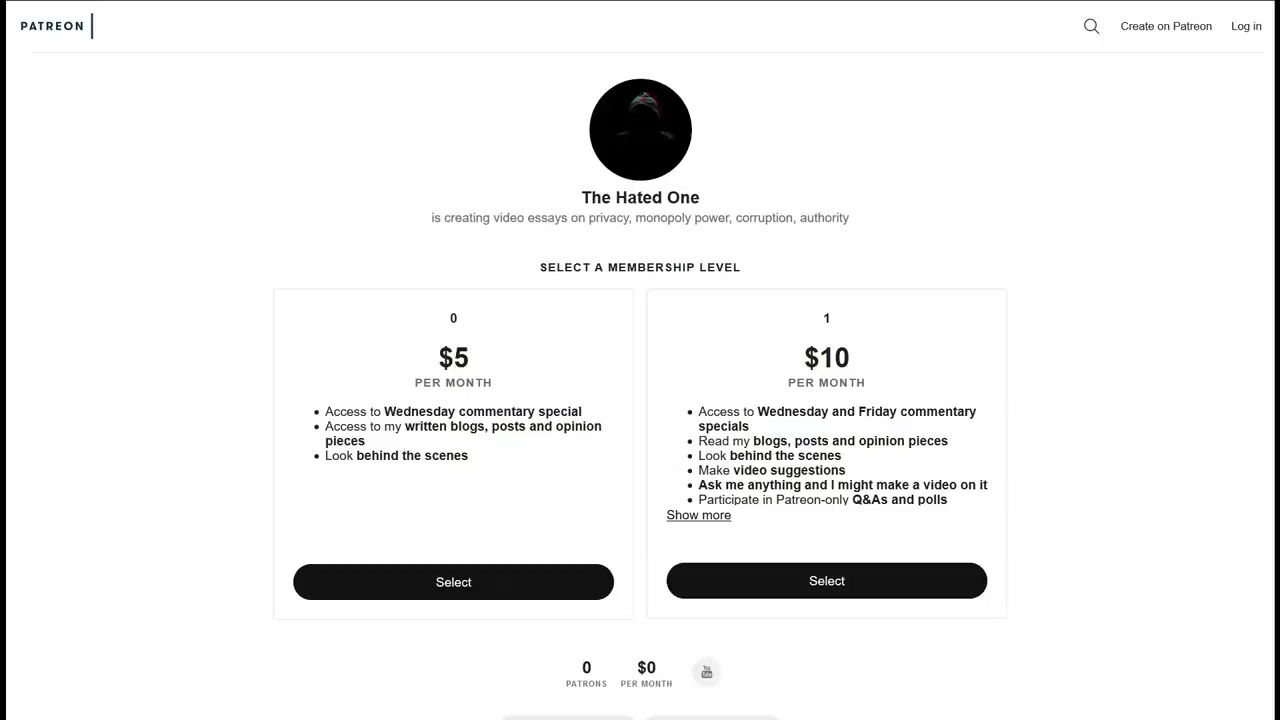 PATREON
Create on Patreon
Log in
The Hated One
is creating video essays on privacy, monopoly power, corruption, authority
SELECT A MEMBERSHIP LEVEL
0
$5
PER MONTH
• Access to Wednesday commentary special
• Access to my written blogs, posts and opinion
pieces
• Look behind the scenes
Select
1
$10
PER MONTH
• Access to Wednesday and Friday commentary
specials
• Read my blogs, posts and opinion pieces
• Look behind the scenes
• Make video suggestions
• Ask me anything and I might make a video on it
• Participate in Patreon-only Q&As and polls
Show more
Select
0
PATRONS
$0
PER MONTH
You
Tube